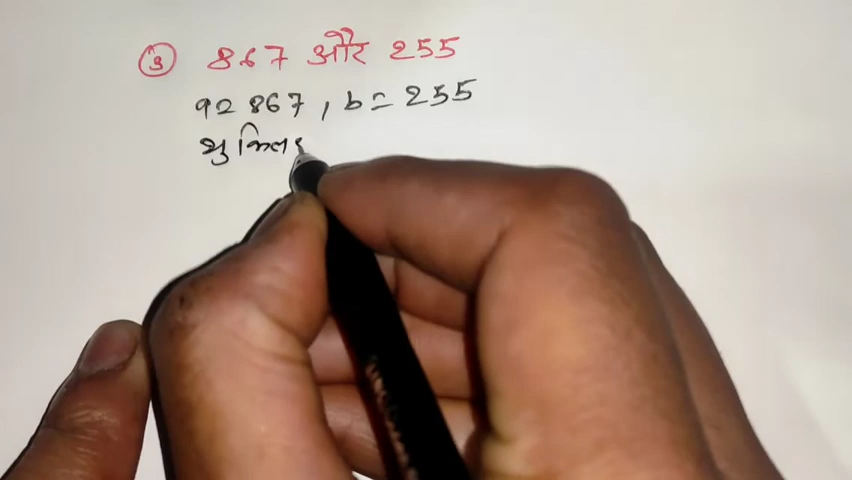 ③ 867 और 255
a= 867 , b = 255
युक्लि